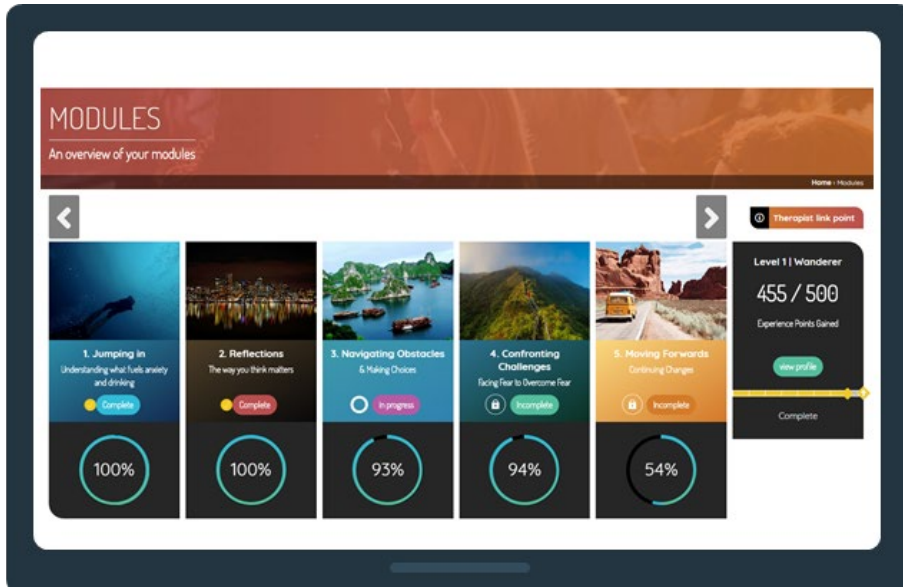 MODULES
An overview of your modules
Home › Modules
Therapist link point
1. Jumping in
Understanding what fuels anxiety
and drinking
Complete
100%
2. Reflections
The way you think matters
Complete
100%
3. Navigating Obstacles
& Making Choices
In progress
93%
4. Confronting
Challenges
Facing Fear to Overcome Fear
Incomplete
94%
5. Moving Forwards
Continuing Changes
Incomplete
54%
Level 1 | Wanderer
455 / 500
Experience Points Gained
view profile
Complete